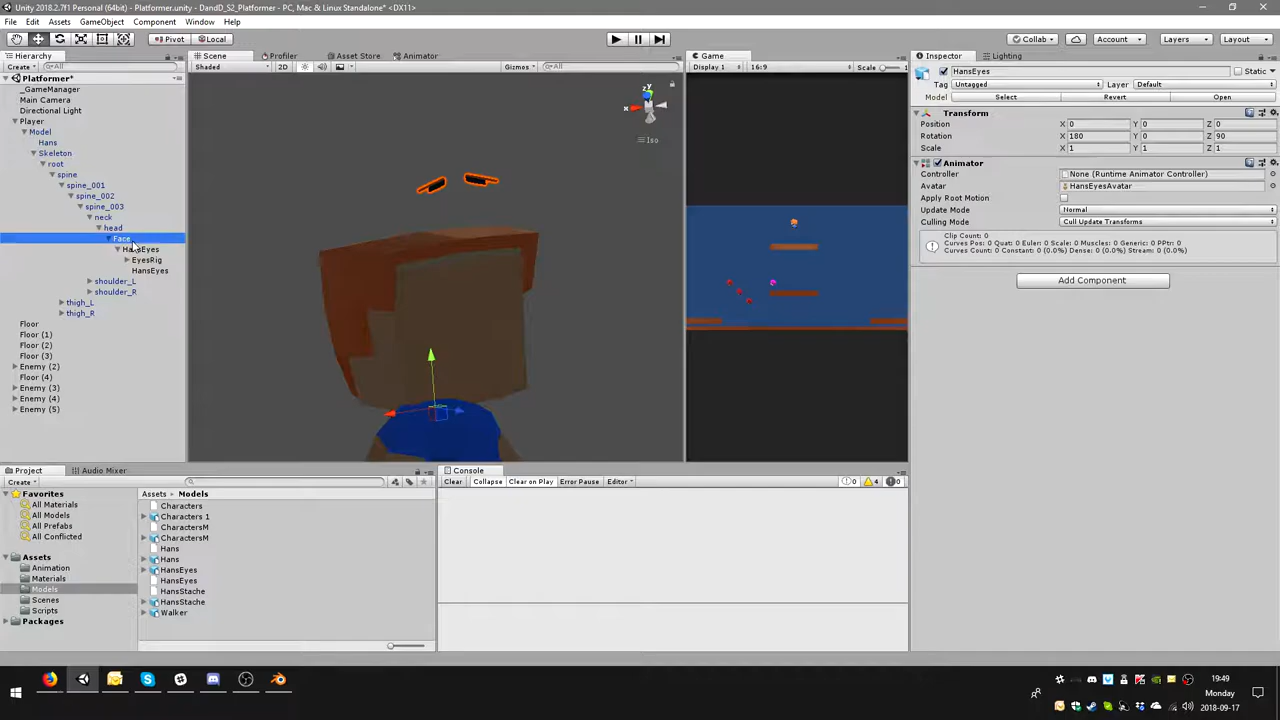 Unity 2018.2.7f1 Personal (64bit) - Platformer.unity - DandD_S2_Platformer - PC, Mac & Linux Standalone* <DX11>
File Edit Assets GameObject Component Window Help
Pivot Local Collab Account Layers Layout
Hierarchy
Create All
Platformer*
_GameManager
Main Camera
Directional Light
Player
Model
Hans
Skeleton
root
spine
spine_001
spine_002
spine_003
neck
head
Face
HansEyes
EyesRig
HansEyes
shoulder_L
shoulder_R
thigh_L
thigh_R
Floor
Floor (1)
Floor (2)
Floor (3)
Enemy (2)
Floor (4)
Enemy (3)
Enemy (4)
Enemy (5)
Scene Profiler Asset Store Animator
Shaded 2D Gizmos All
y
z
x
Iso
Game
Display 1 16:9 Scale
Inspector Lighting
HansEyes Static
Tag Untagged Layer Default
Model Select Revert Open
Transform
Position X 0 Y 0 Z 0
Rotation X 180 Y 0 Z 90
Scale X 1 Y 1 Z 1
Animator
Controller None (Runtime Animator Controller)
Avatar HansEyesAvatar
Apply Root Motion
Update Mode Normal
Culling Mode Cull Update Transforms
Clip Count: 0
Curves Pos: 0 Quat: 0 Euler: 0 Scale: 0 Muscles: 0 Generic: 0 PPtr: 0
Curves Count: 0 Constant: 0 (0.0%) Dense: 0 (0.0%) Stream: 0 (0.0%)
Add Component
Project Audio Mixer
Create
Favorites
All Materials
All Models
All Prefabs
All Conflicted
Assets
Animation
Materials
Models
Scenes
Scripts
Packages
Assets Models
Characters
Characters 1
CharactersM
CharactersM
Hans
Hans
HansEyes
HansEyes
HansStache
HansStache
Walker
Console
Clear Collapse Clear on Play Error Pause Editor 0 4 0
19:49
Monday
2018-09-17